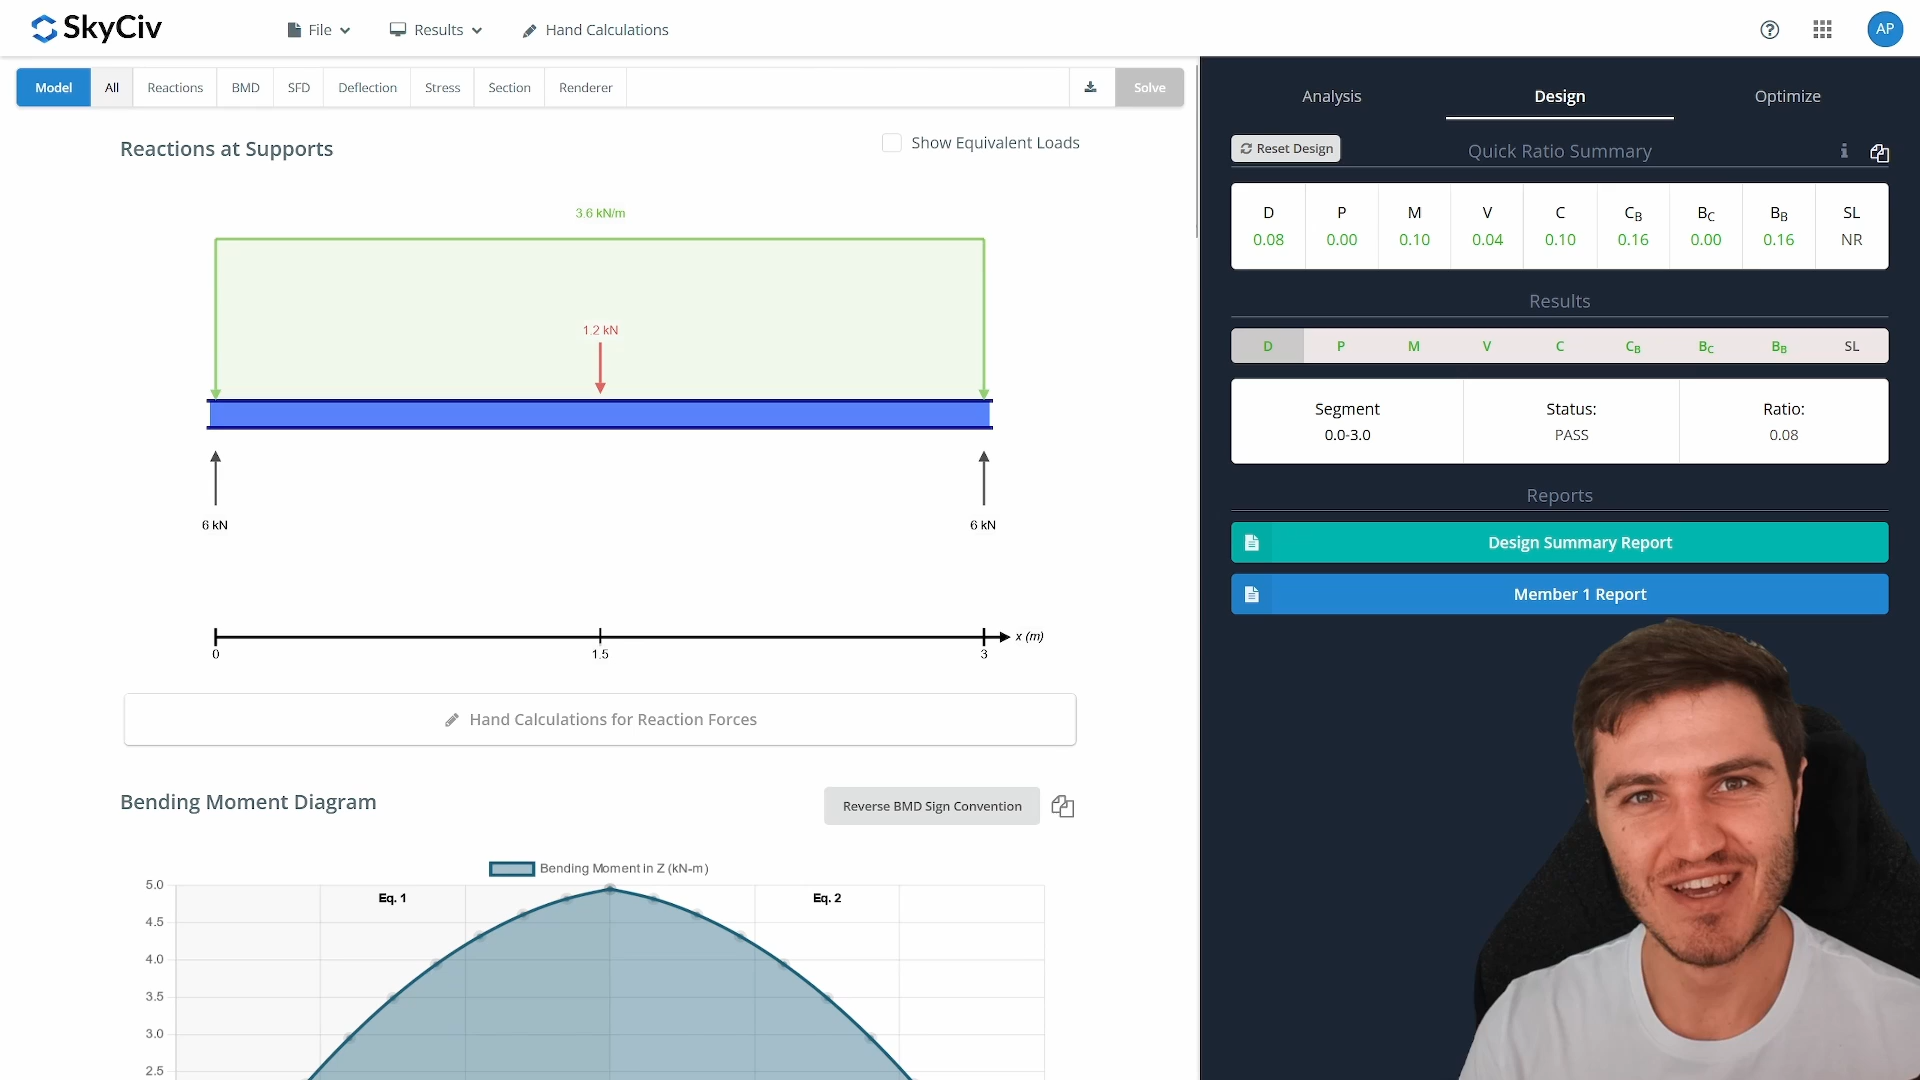 SkyCiv
File
Results
Hand Calculations
AP
Model
All
Reactions
BMD
SFD
Deflection
Stress
Section
Renderer
Solve
Reactions at Supports
Show Equivalent Loads
3.6 kN/m
1.2 kN
6 kN
6 kN
x (m)
0
1.5
3
Hand Calculations for Reaction Forces
Bending Moment Diagram
Reverse BMD Sign Convention
Bending Moment in Z (kN-m)
Eq. 1
Eq. 2
5.0
4.5
4.0
3.5
3.0
2.5
Analysis
Design
Optimize
Reset Design
Quick Ratio Summary
D P M V C CB BC BB SL
0.08 0.00 0.10 0.04 0.10 0.16 0.00 0.16 NR
Results
D P M V C CB BC BB SL
Segment Status: Ratio:
0.0-3.0 PASS 0.08
Reports
Design Summary Report
Member 1 Report